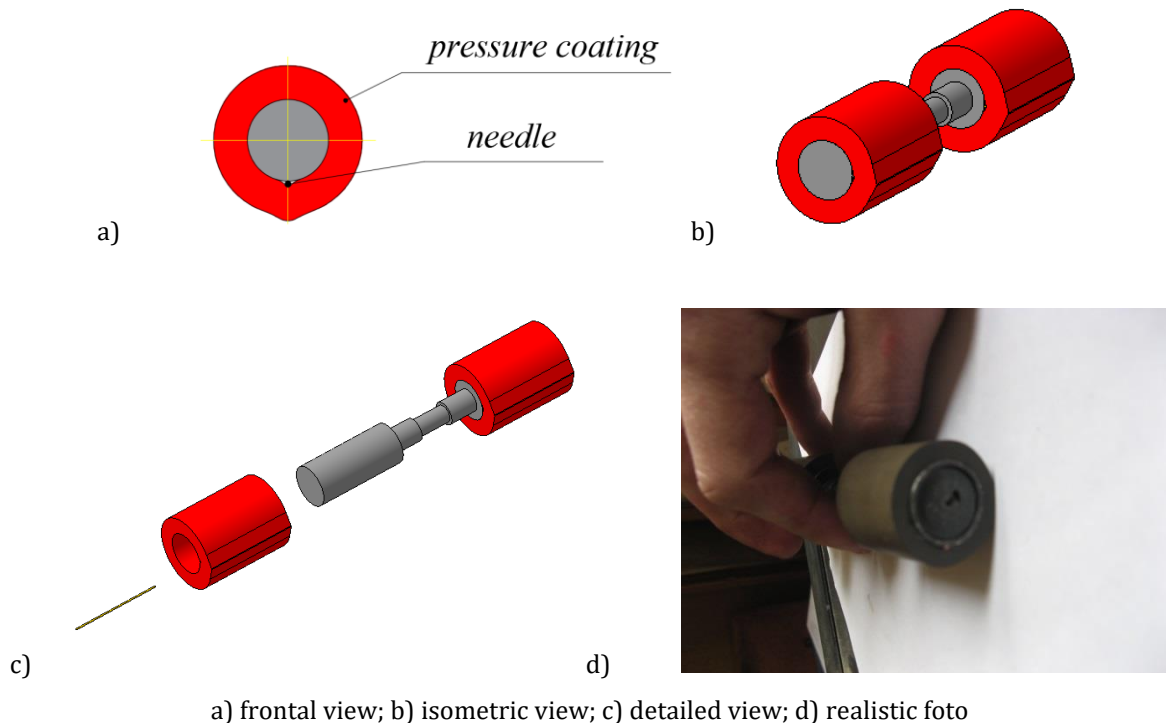 pressure coating
needle
a)
b)
c)
d)
a) frontal view; b) isometric view; c) detailed view; d) realistic foto